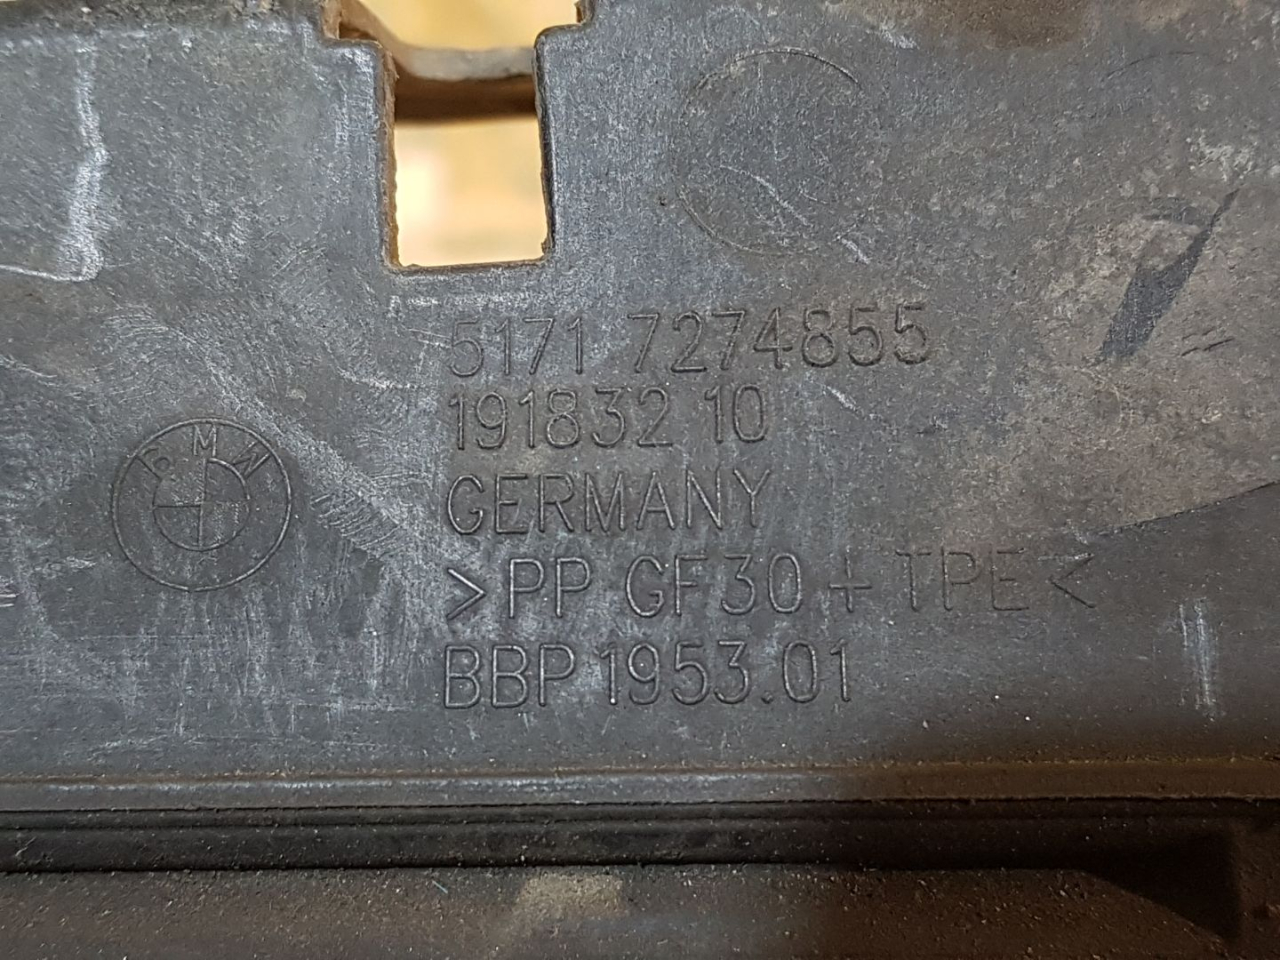 5171 7274855
191832 10
GERMANY
BMW
>PP GF30 + TPE<
BBP 1953.01